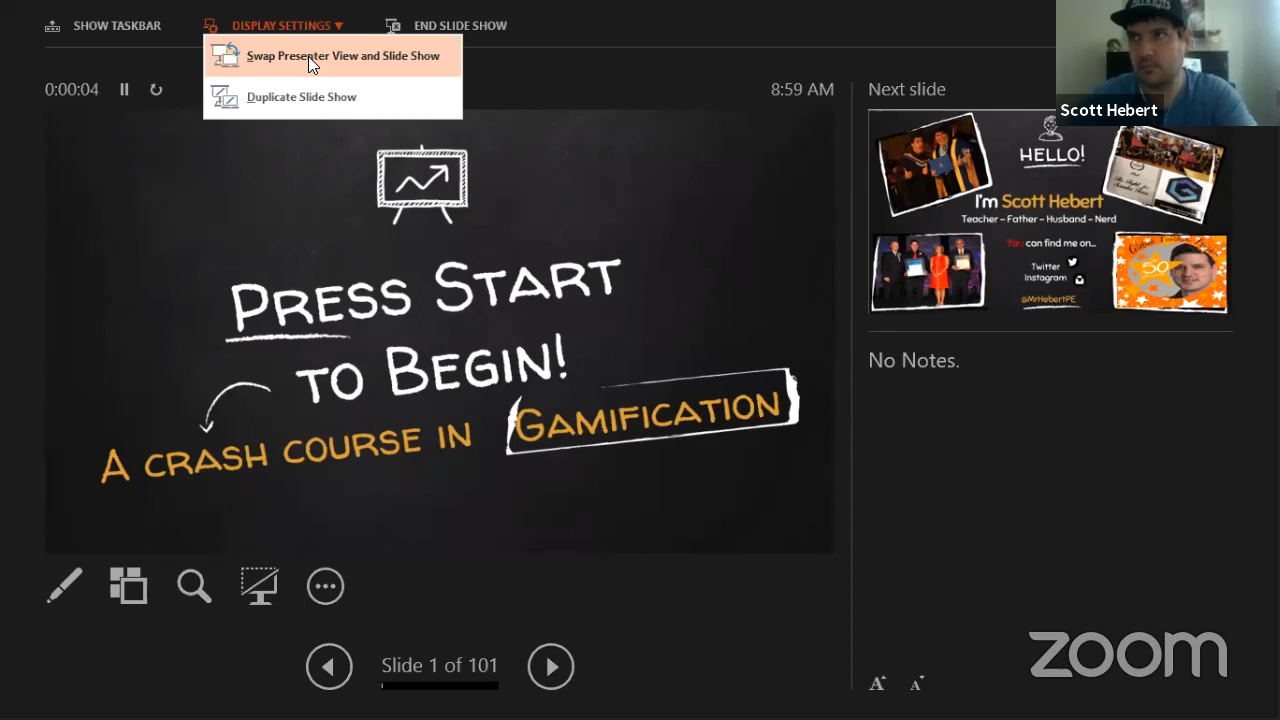 SHOW TASKBAR
DISPLAY SETTINGS ▼
END SLIDE SHOW
Swap Presenter View and Slide Show
Duplicate Slide Show
0:00:04
8:59 AM
PRESS START
TO BEGIN!
A CRASH COURSE IN GAMIFICATION
Slide 1 of 101
Next slide
Scott Hebert
HELLO!
I'm Scott Hebert
Teacher – Father – Husband – Nerd
You can find me on...
Twitter
Instagram
@MrHebertPE
50
No Notes.
A A
zoom